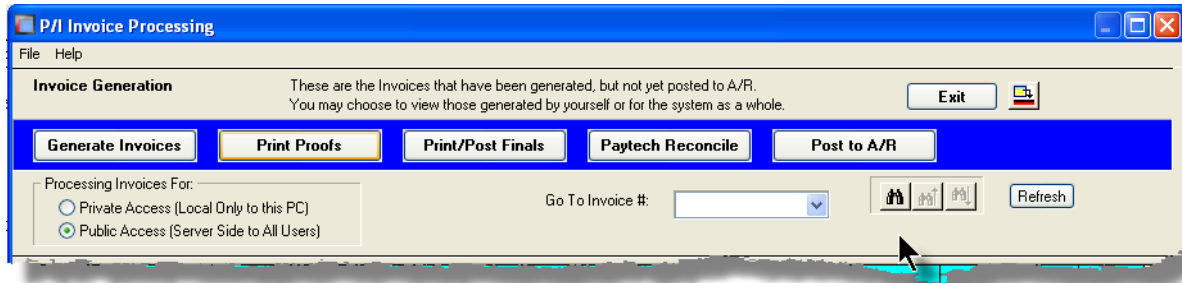 P/I Invoice Processing
File Help
Invoice Generation
These are the Invoices that have been generated, but not yet posted to A/R.
You may choose to view those generated by yourself or for the system as a whole.
Exit
Generate Invoices Print Proofs Print/Post Finals Paytech Reconcile Post to A/R
Processing Invoices For:
Private Access (Local Only to this PC)
Public Access (Server Side to All Users)
Go To Invoice #:
Refresh